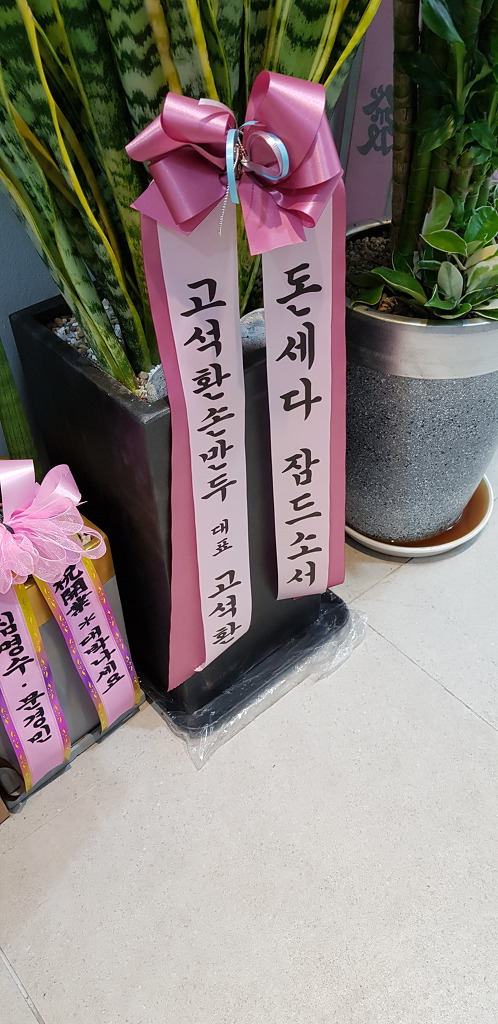 돈세다 잠드소서
고석환손만두 대표 고석환
祝開業 大대박나세요
김영수·문경민